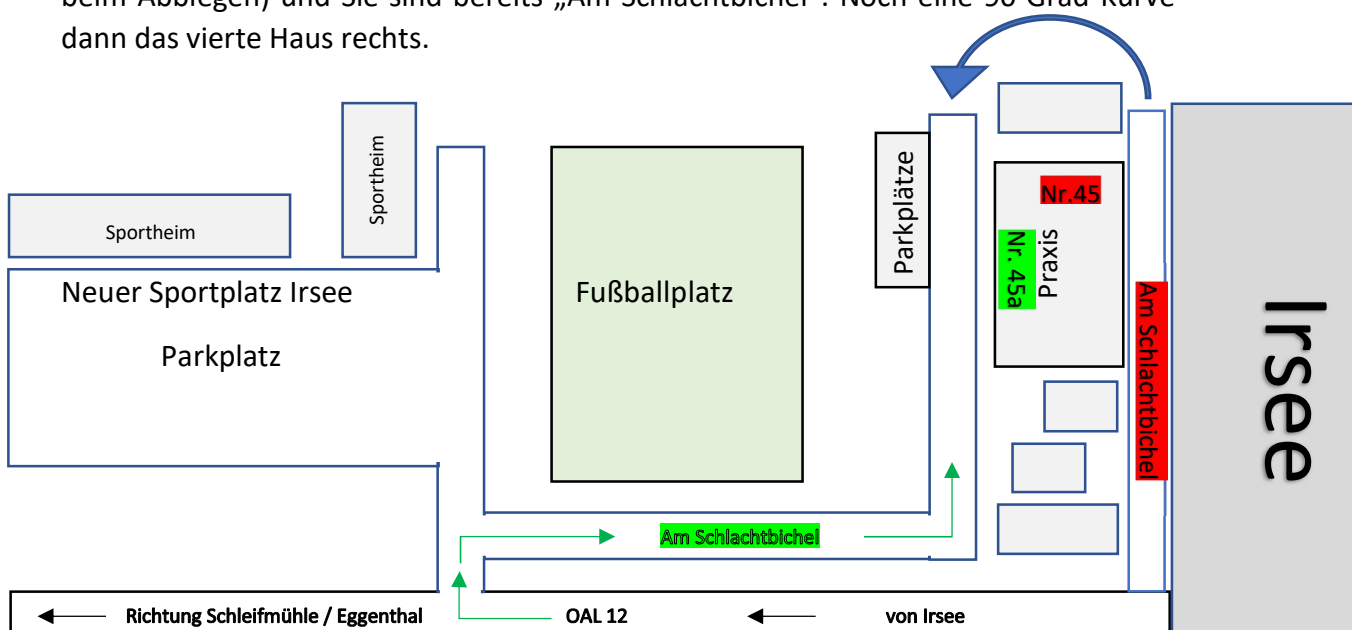 beim Abbiegen) und Sie sind bereits „Am Schlachtbichel“. Noch eine 90 Grad Kurve
dann das vierte Haus rechts.
Sportheim
Sportheim
Neuer Sportplatz Irsee
Parkplatz
Fußballplatz
Parkplätze
Nr.45
Nr. 45a
Praxis
Am Schlachtbichel
Irsee
Am Schlachtbichel
Richtung Schleifmühle / Eggenthal
OAL 12
von Irsee